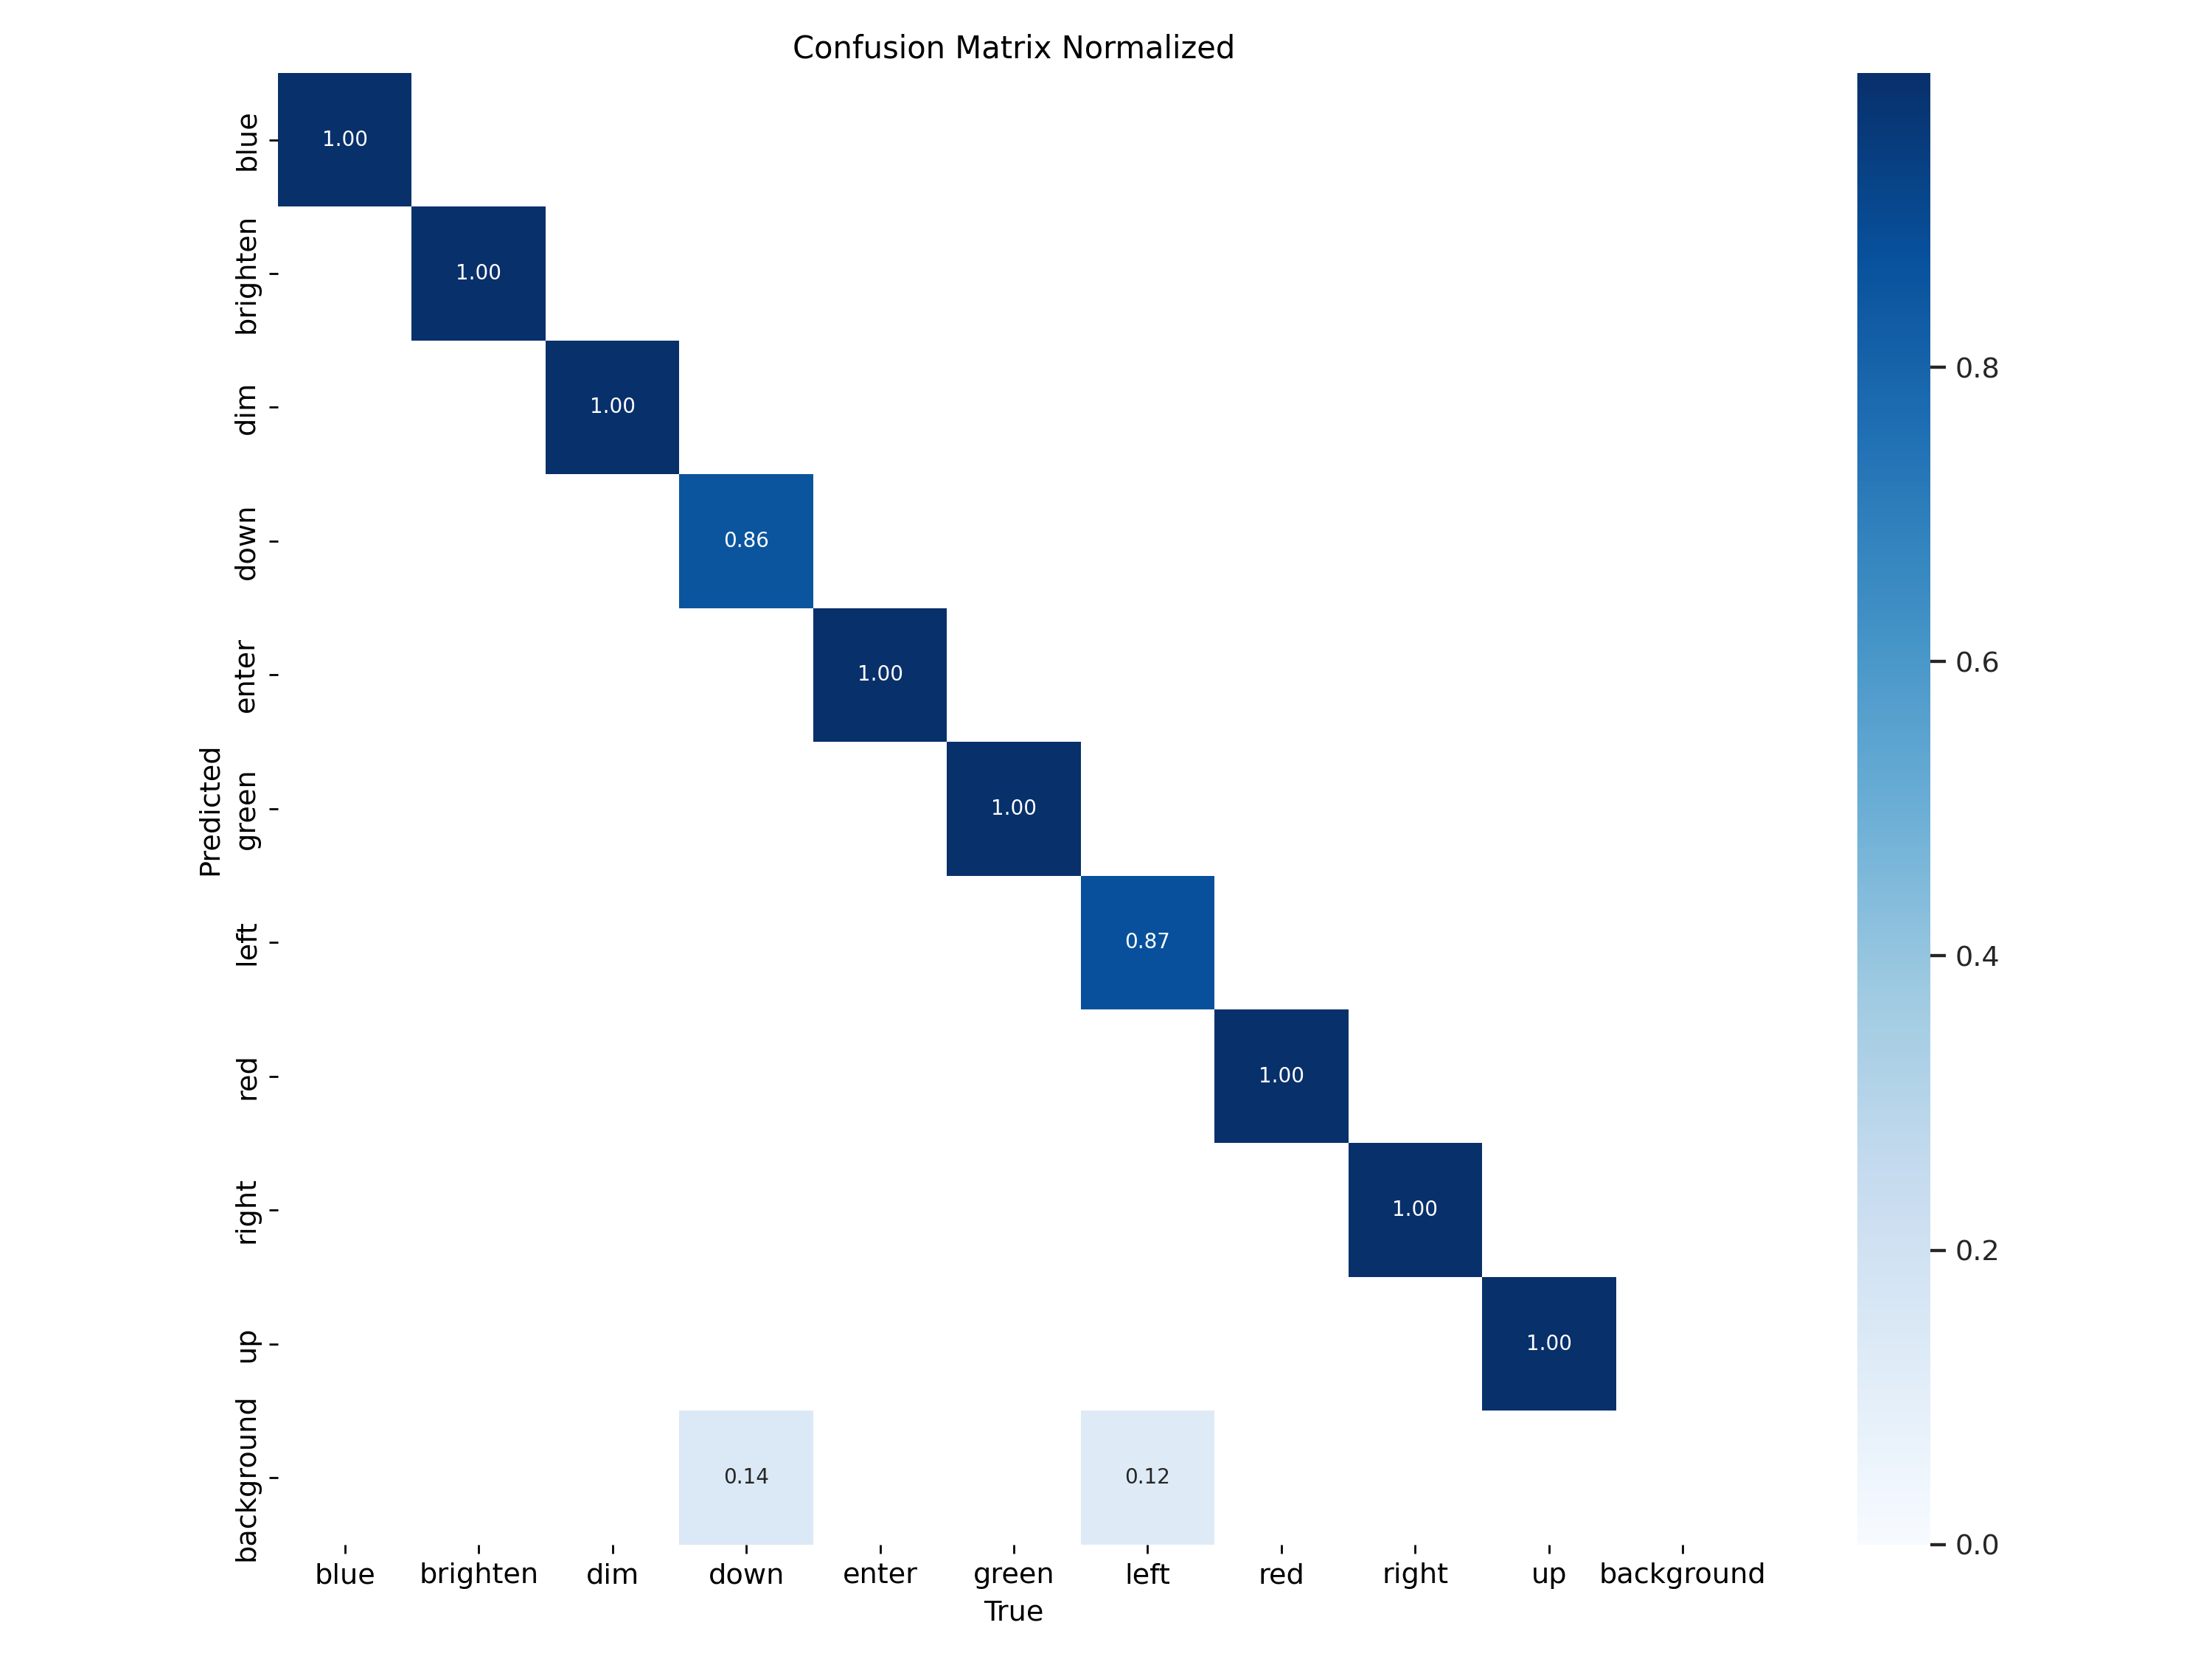 Confusion Matrix Normalized
blue
1.00
brighten
1.00
dim
1.00
0.8
down
0.86
enter
1.00
0.6
Predicted
green
1.00
left
0.87
0.4
red
1.00
right
1.00
0.2
up
1.00
background
0.14
0.12
0.0
blue brighten dim down enter green left red right up background
True